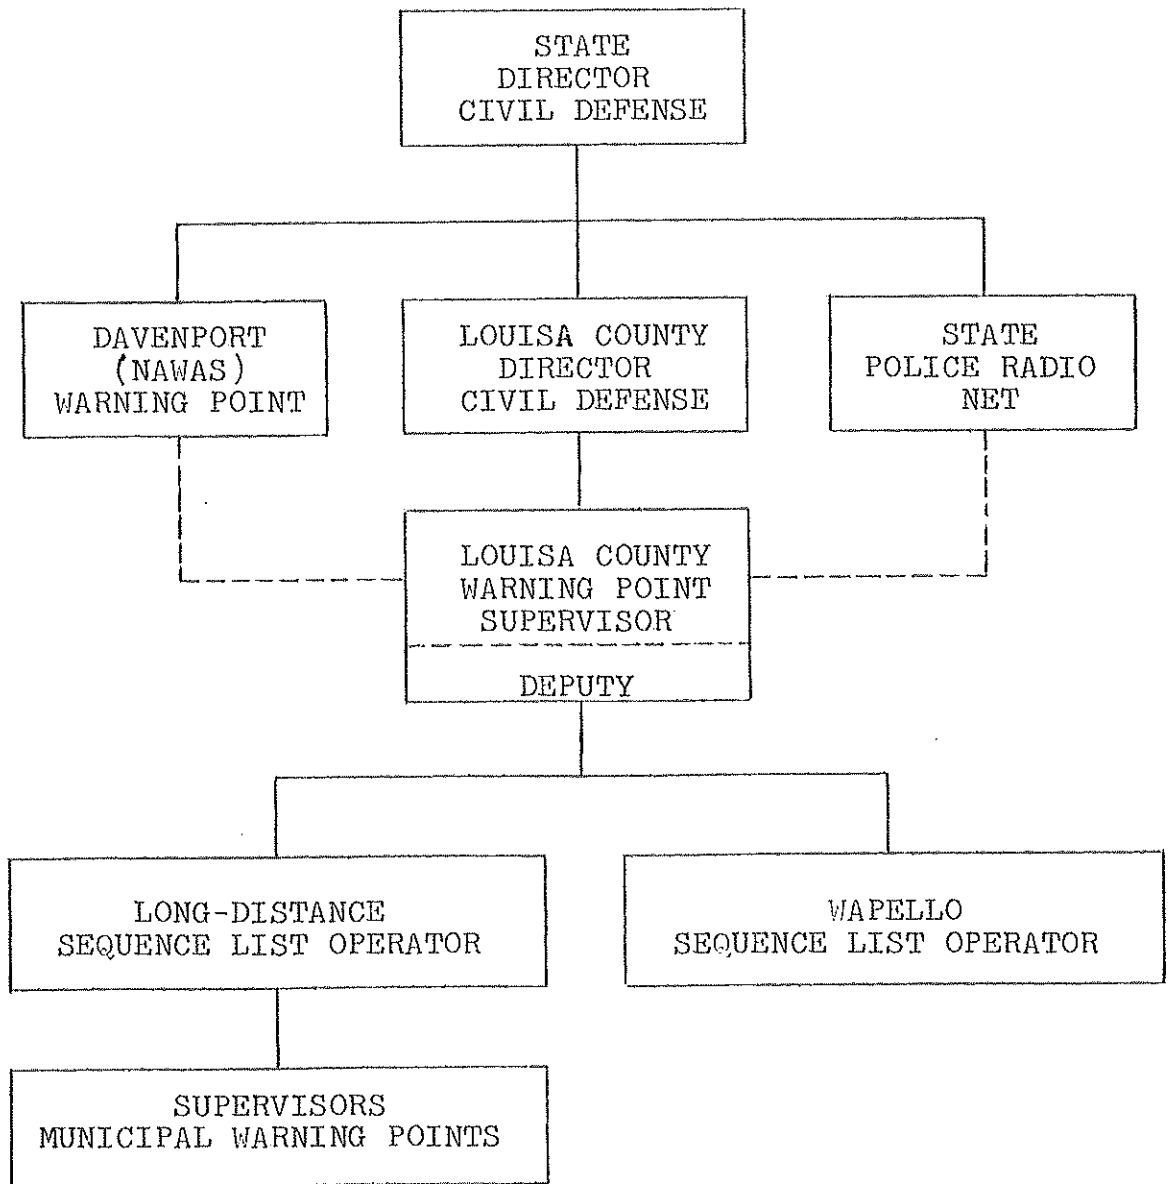 STATE
DIRECTOR
CIVIL DEFENSE
DAVENPORT
(NAWAS)
WARNING POINT
LOUISA COUNTY
DIRECTOR
CIVIL DEFENSE
STATE
POLICE RADIO
NET
LOUISA COUNTY
WARNING POINT
SUPERVISOR
DEPUTY
LONG-DISTANCE
SEQUENCE LIST OPERATOR
WAPELLO
SEQUENCE LIST OPERATOR
SUPERVISORS
MUNICIPAL WARNING POINTS